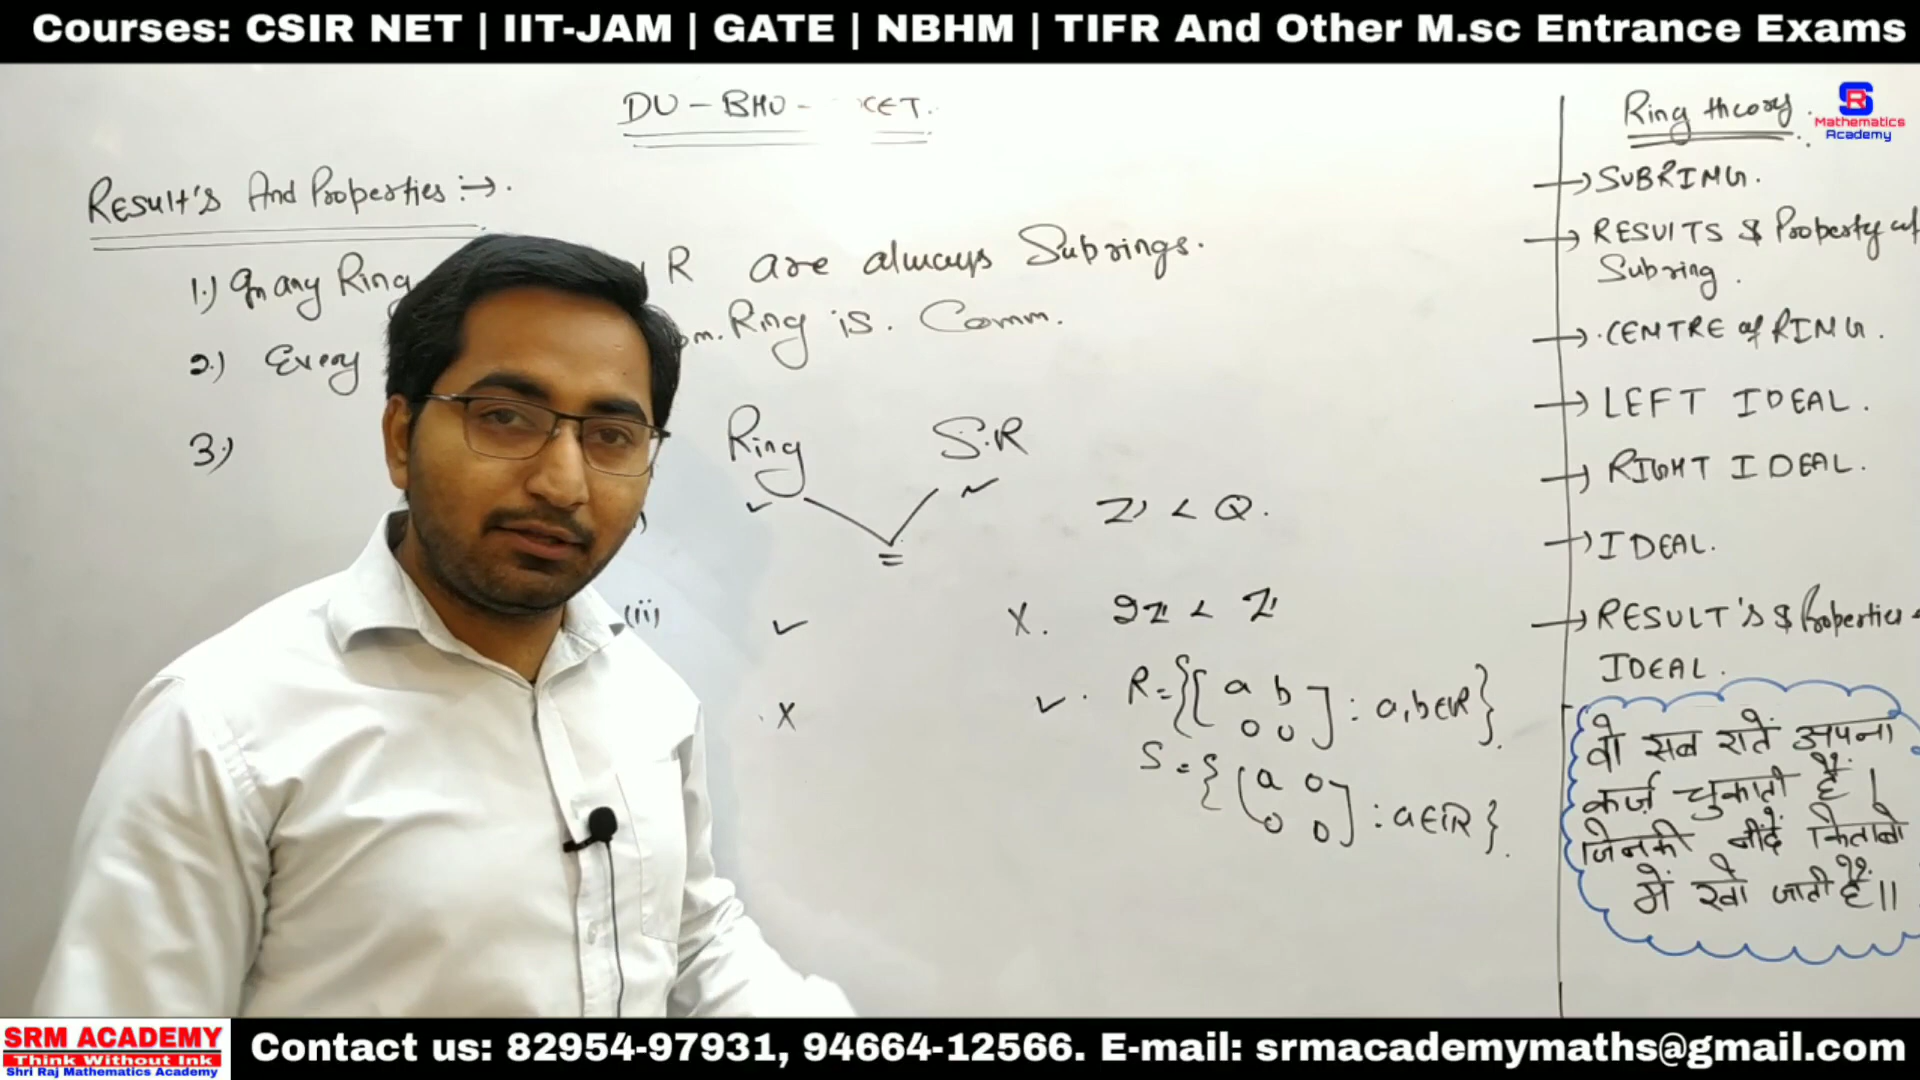 Courses: CSIR NET | IIT-JAM | GATE | NBHM | TIFR And Other M.sc Entrance Exams
DU - BHU - CET.
RESult's And Properties :→.
1.) In any Ring R are always Subrings.
2.) Every om. Ring is. Comm.
3.)
Ring S.R
✓ ✓ Z < Q.
(ii) ✓ X. 2Z < Z
X ✓. R = {[a b
0 0] : a, b ∈ R}.
S = {[a 0
0 0] : a ∈ R}.
Ring theory
S R
Mathematics
Academy
→ SUBRING.
→ RESULTS & Property of
Subring.
→ CENTRE of RING.
→ LEFT IDEAL.
→ RIGHT IDEAL.
→ IDEAL.
→ RESULT'S & Properties
IDEAL.
वो सब रातें अपना
कर्ज़ चुकाती हैं।
जिनकी नींदें किताबो
में खो जाती हैं॥
SRM ACADEMY
Think Without Ink
Shri Raj Mathematics Academy
Contact us: 82954-97931, 94664-12566. E-mail: srmacademymaths@gmail.com